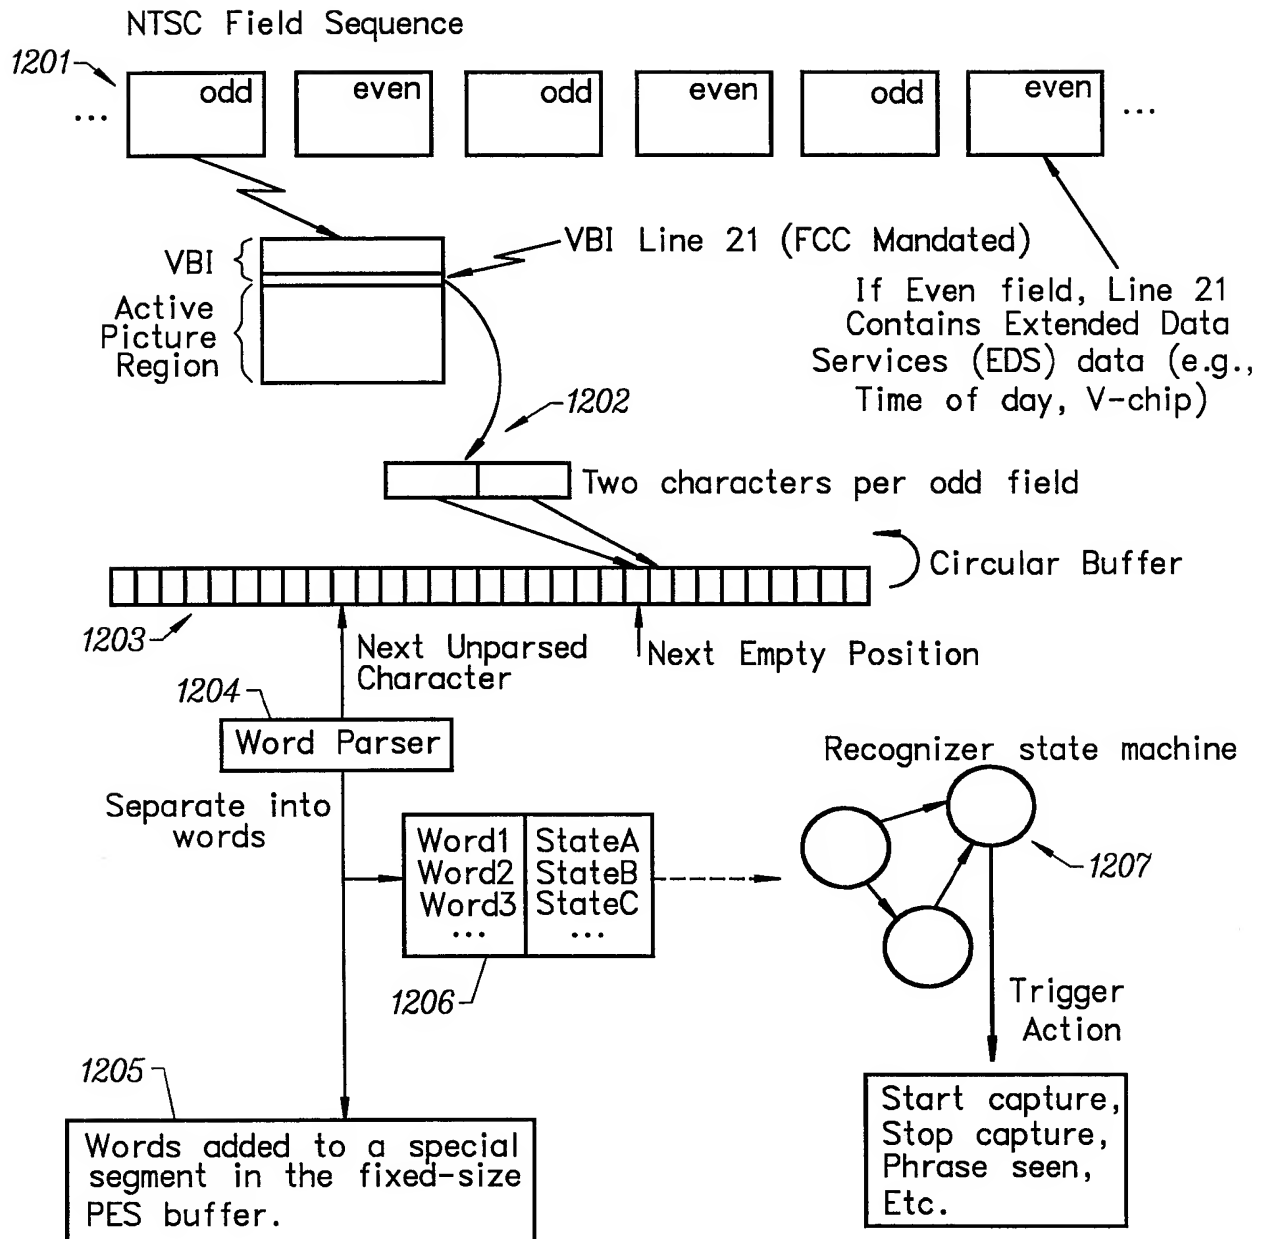 NTSC Field Sequence
1201
... odd even odd even odd even ...
VBI Line 21 (FCC Mandated)
VBI
Active
Picture
Region
If Even field, Line 21
Contains Extended Data
Services (EDS) data (e.g.,
Time of day, V-chip)
1202
Two characters per odd field
Circular Buffer
1203
Next Unparsed
Character
Next Empty Position
1204
Word Parser
Separate into
words
Word1 StateA
Word2 StateB
Word3 StateC
... ...
1206
Recognizer state machine
1207
Trigger
Action
Start capture,
Stop capture,
Phrase seen,
Etc.
1205
Words added to a special
segment in the fixed-size
PES buffer.